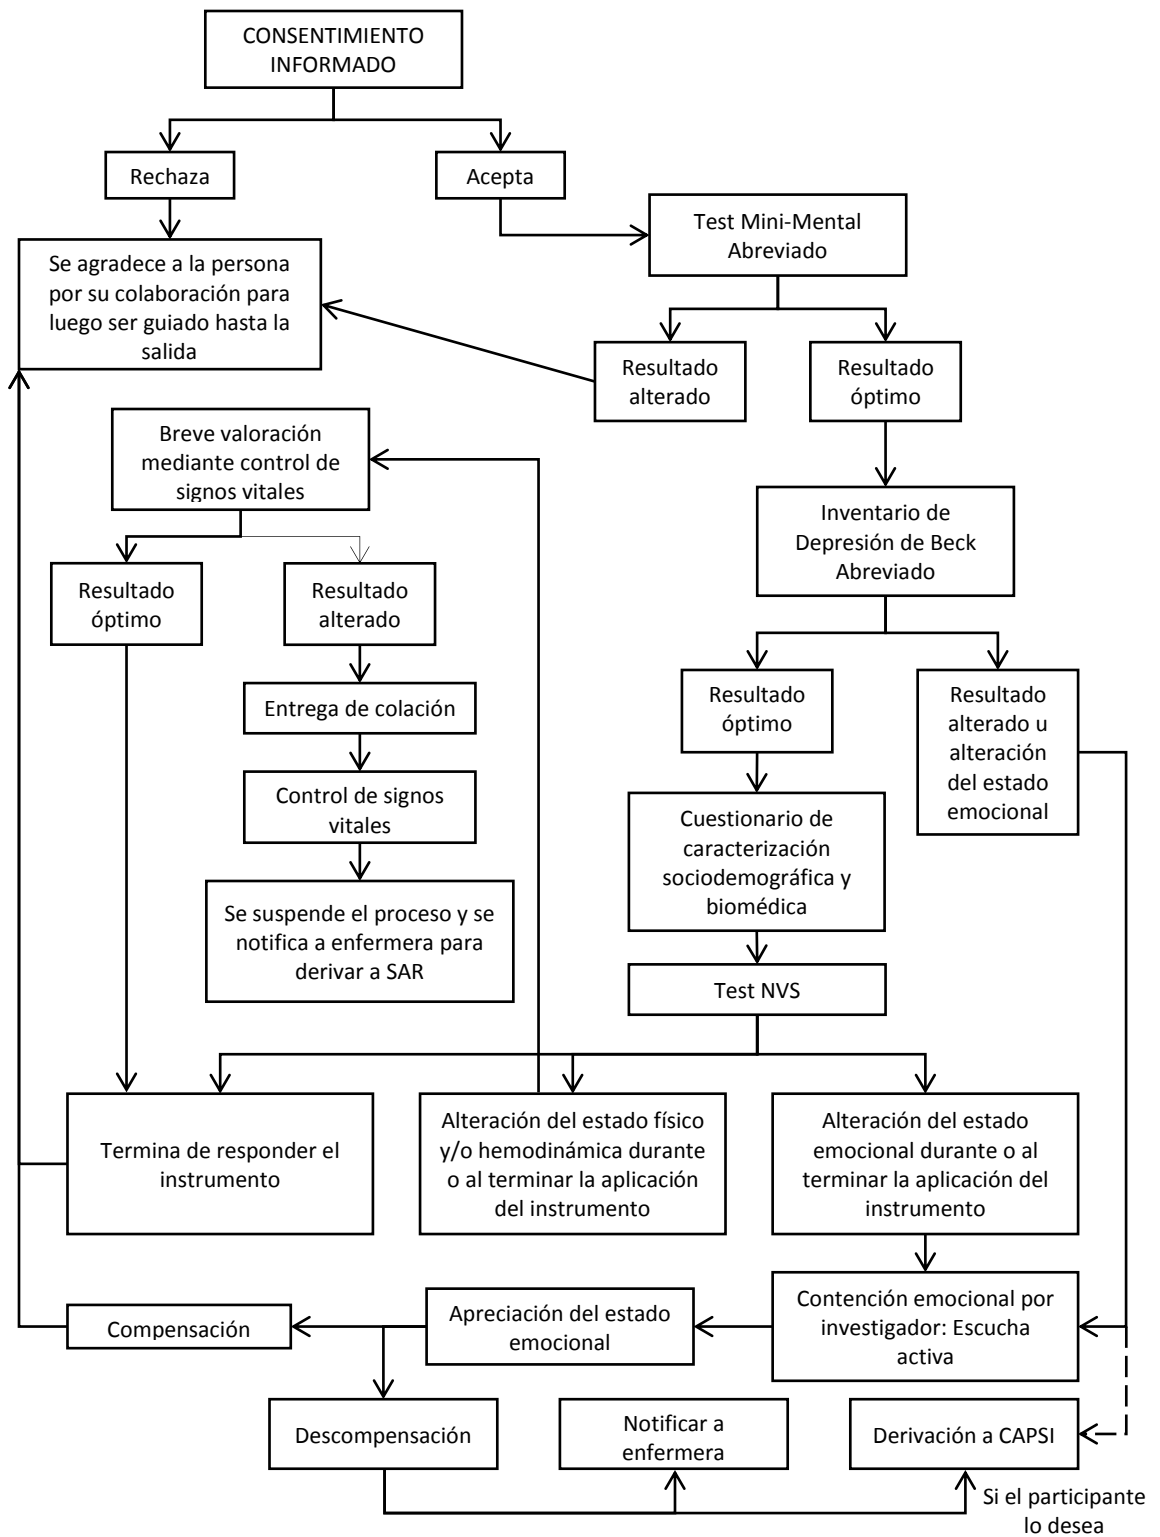 CONSENTIMIENTO
INFORMADO
Rechaza
Acepta
Test Mini-Mental
Abreviado
Se agradece a la persona
por su colaboración para
luego ser guiado hasta la
salida
Resultado
alterado
Resultado
óptimo
Breve valoración
mediante control de
signos vitales
Inventario de
Depresión de Beck
Abreviado
Resultado
óptimo
Resultado
alterado
Entrega de colación
Control de signos
vitales
Se suspende el proceso y se
notifica a enfermera para
derivar a SAR
Resultado
óptimo
Resultado
alterado u
alteración
del estado
emocional
Cuestionario de
caracterización
sociodemográfica y
biomédica
Test NVS
Termina de responder el
instrumento
Alteración del estado físico
y/o hemodinámica durante
o al terminar la aplicación
del instrumento
Alteración del estado
emocional durante o al
terminar la aplicación del
instrumento
Compensación
Apreciación del estado
emocional
Contención emocional por
investigador: Escucha
activa
Descompensación
Notificar a
enfermera
Derivación a CAPSI
Si el participante
lo desea